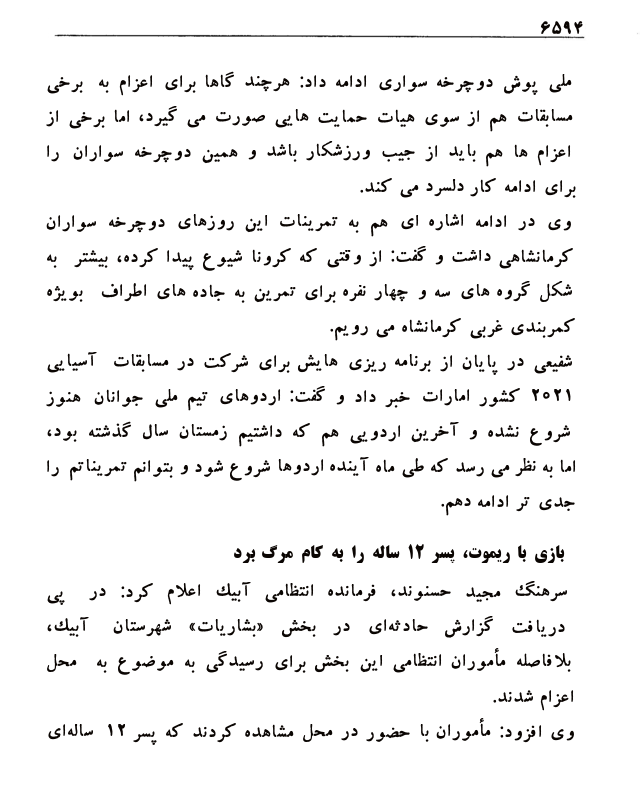 ۶۵۹۴
ملی پوش دوچرخه سواری ادامه داد: هرچند گاها برای اعزام به برخی
مسابقات هم از سوی هیات حمایت هایی صورت می گیرد، اما برخی از
اعزام ها هم باید از جیب ورزشکار باشد و همین دوچرخه سواران را
برای ادامه کار دلسرد می کند.
وی در ادامه اشاره ای هم به تمرینات این روزهای دوچرخه سواران
کرمانشاهی داشت و گفت: از وقتی که کرونا شیوع پیدا کرده، بیشتر به
شکل گروه های سه و چهار نفره برای تمرین به جاده های اطراف بویژه
کمربندی غربی کرمانشاه می رویم.
شفیعی در پایان از برنامه ریزی هایش برای شرکت در مسابقات آسیایی
۲۰۲۱ کشور امارات خبر داد و گفت: اردوهای تیم ملی جوانان هنوز
شروع نشده و آخرین اردویی هم که داشتیم زمستان سال گذشته بود،
اما به نظر می رسد که طی ماه آینده اردوها شروع شود و بتوانم تمریناتم را
جدی تر ادامه دهم.
بازی با ریموت، پسر ۱۲ ساله را به کام مرگ برد
سرهنگ مجید حسنوند، فرمانده انتظامی آبیك اعلام کرد: در پی
دریافت گزارش حادثه‌ای در بخش «بشاریات» شهرستان آبیك،
بلافاصله مأموران انتظامی این بخش برای رسیدگی به موضوع به محل
اعزام شدند.
وی افزود: مأموران با حضور در محل مشاهده کردند که پسر ۱۲ ساله‌ای